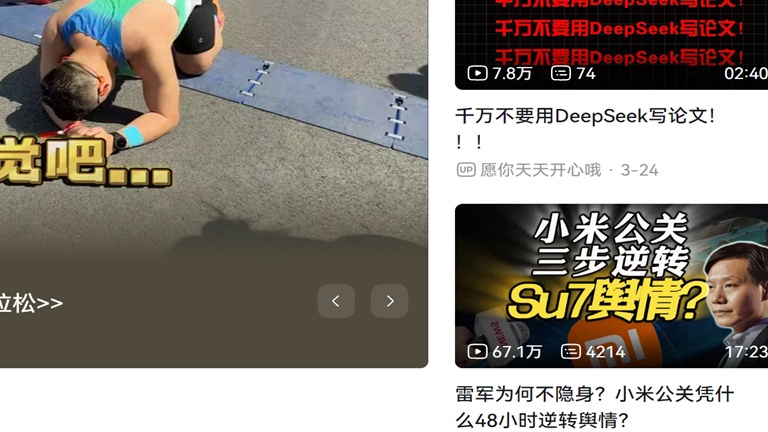 觉吧...
拉松>>
千万不要用DeepSeek写论文!
千万不要用DeepSeek写论文!
千万不要用DeepSeek写论文!
7.8万 74 02:40
千万不要用DeepSeek写论文！
！！
UP 愿你天天开心哦 · 3-24
小米公关
三步逆转
Su7舆情?
NEWS
67.1万 4214 17:23
雷军为何不隐身？小米公关凭什
么48小时逆转舆情？